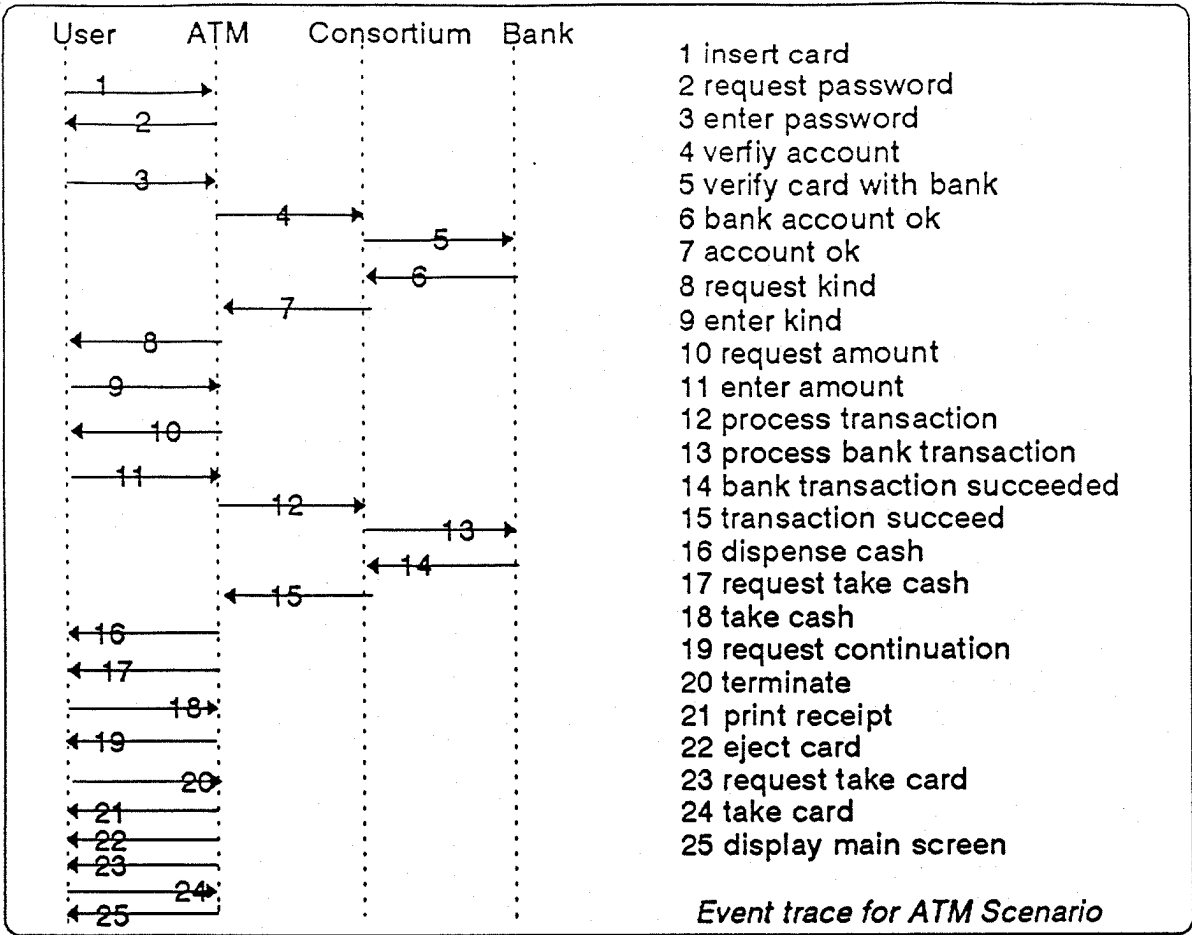 User ATM Consortium Bank
1
2
3
4
5
6
7
8
9
10
11
12
13
14
15
16
17
18
19
20
21
22
23
24
25
1 insert card
2 request password
3 enter password
4 verfiy account
5 verify card with bank
6 bank account ok
7 account ok
8 request kind
9 enter kind
10 request amount
11 enter amount
12 process transaction
13 process bank transaction
14 bank transaction succeeded
15 transaction succeed
16 dispense cash
17 request take cash
18 take cash
19 request continuation
20 terminate
21 print receipt
22 eject card
23 request take card
24 take card
25 display main screen
Event trace for ATM Scenario